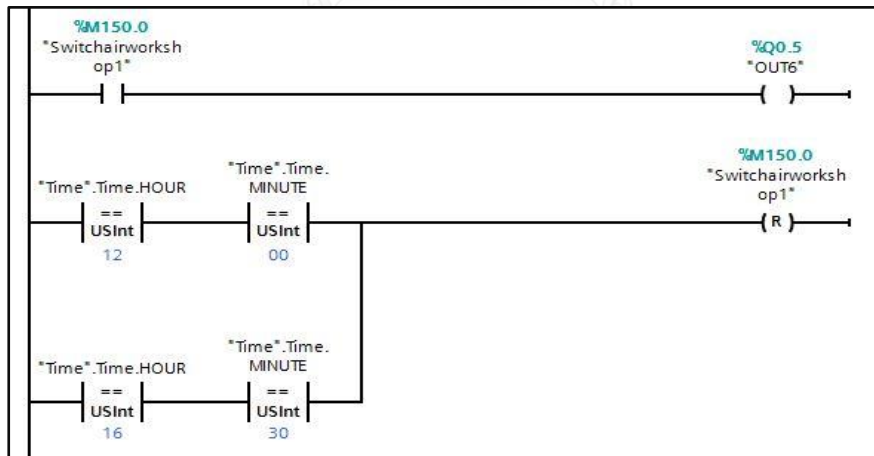 %M150.0
"Switchairworksh
op1"
%Q0.5
"OUT6"
( )
"Time".Time.HOUR
==
USInt
12
"Time".Time.
MINUTE
==
USInt
00
%M150.0
"Switchairworksh
op1"
( R )
"Time".Time.HOUR
==
USInt
16
"Time".Time.
MINUTE
==
USInt
30